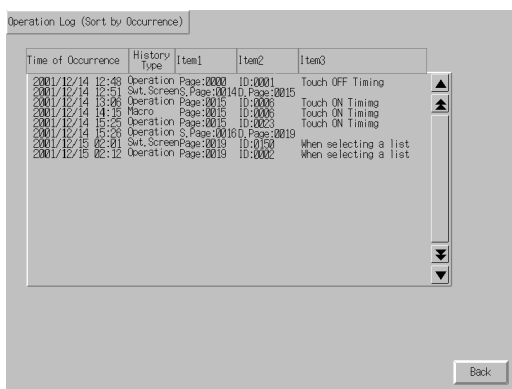 Operation Log (Sort by Occurrence)
Time of Occurrence History Type Item1 Item2 Item3
2001/12/14 12:48 Operation Page:0000 ID:0001 Touch OFF Timing
2001/12/14 12:51 Swt.Screen S.Page:0014 D.Page:0015
2001/12/14 13:06 Operation Page:0015 ID:0006 Touch ON Timimg
2001/12/14 14:15 Macro Page:0015 ID:0006 Touch ON Timimg
2001/12/14 15:25 Operation Page:0015 ID:0023 Touch ON Timimg
2001/12/14 15:26 Operation S.Page:0016 D.Page:0019
2001/12/15 02:01 Swt.Screen Page:0019 ID:0150 When selecting a list
2001/12/15 02:12 Operation Page:0019 ID:0002 When selecting a list
Back